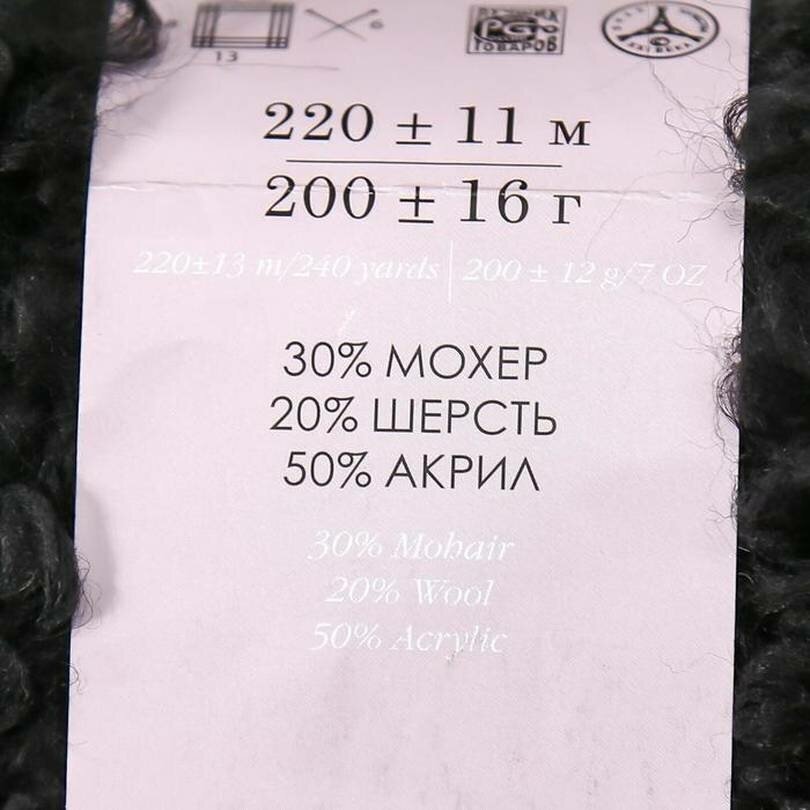 13
6
ТОВАРОВ
220 ± 11 м
200 ± 16 г
220±13 m/240 yards | 200 ± 12 g/7 OZ
30% МОХЕР
20% ШЕРСТЬ
50% АКРИЛ
30% Mohair
20% Wool
50% Acrylic